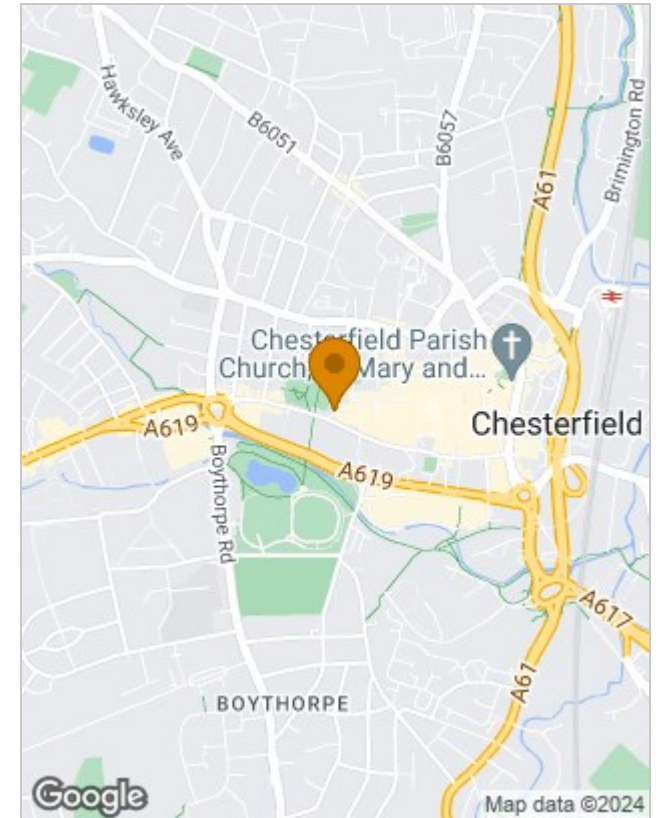 Hawksley Ave
B6051
B6057
A61
Brimington Rd
Chesterfield Parish
Church, Mary and...
Chesterfield
A619
A619
Boythorpe Rd
A617
A61
BOYTHORPE
Google
Map data ©2024